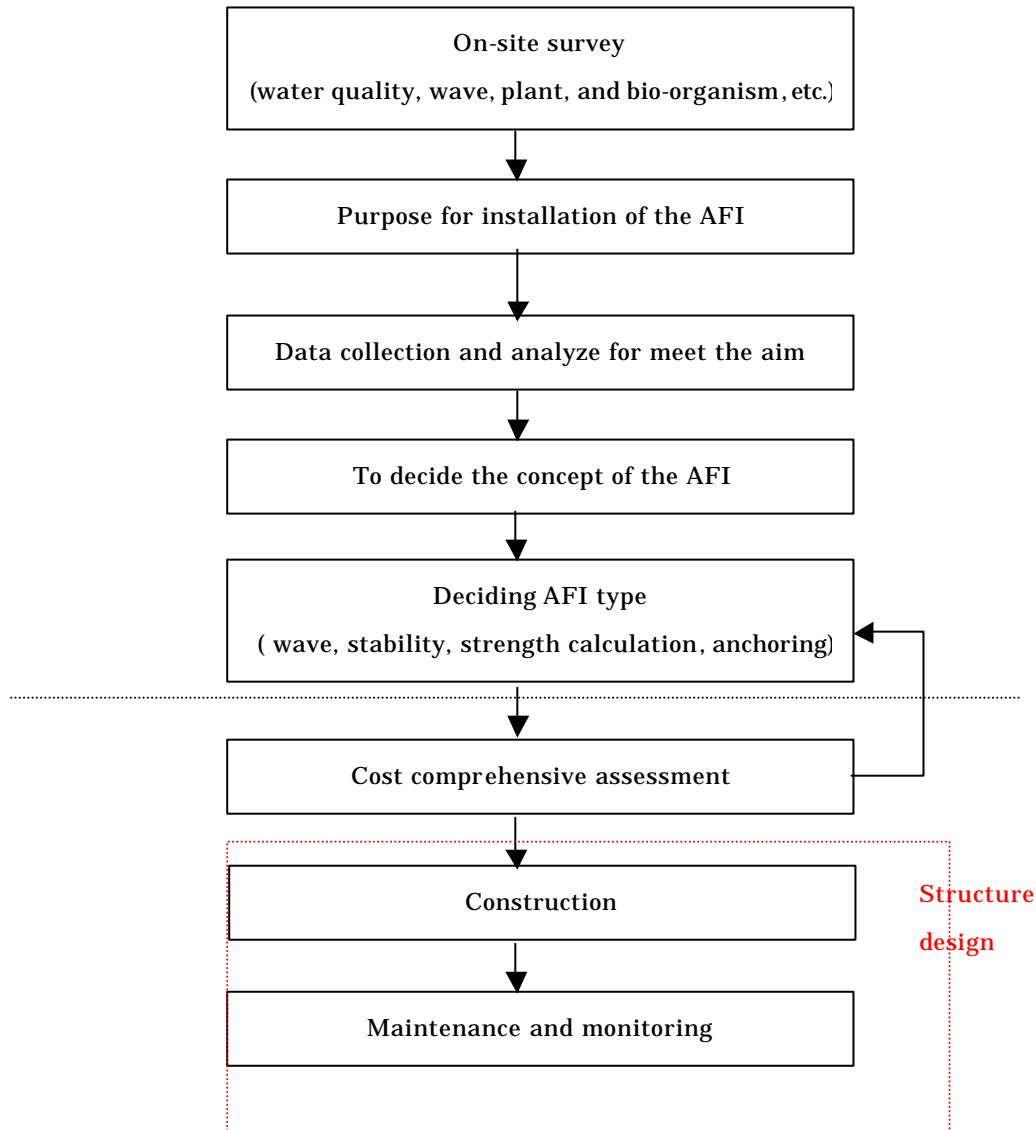 On-site survey
(water quality, wave, plant, and bio-organism, etc.)
Purpose for installation of the AFI
Data collection and analyze for meet the aim
To decide the concept of the AFI
Deciding AFI type
( wave, stability, strength calculation, anchoring)
Cost comprehensive assessment
Construction
Structure
design
Maintenance and monitoring